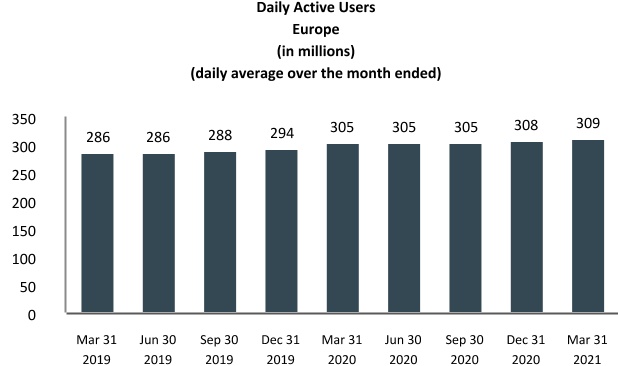 Daily Active Users
Europe
(in millions)
(daily average over the month ended)
350
300
250
200
150
100
50
0
286 286 288 294 305 305 305 308 309
Mar 31 Jun 30 Sep 30 Dec 31 Mar 31 Jun 30 Sep 30 Dec 31 Mar 31
2019 2019 2019 2019 2020 2020 2020 2020 2021